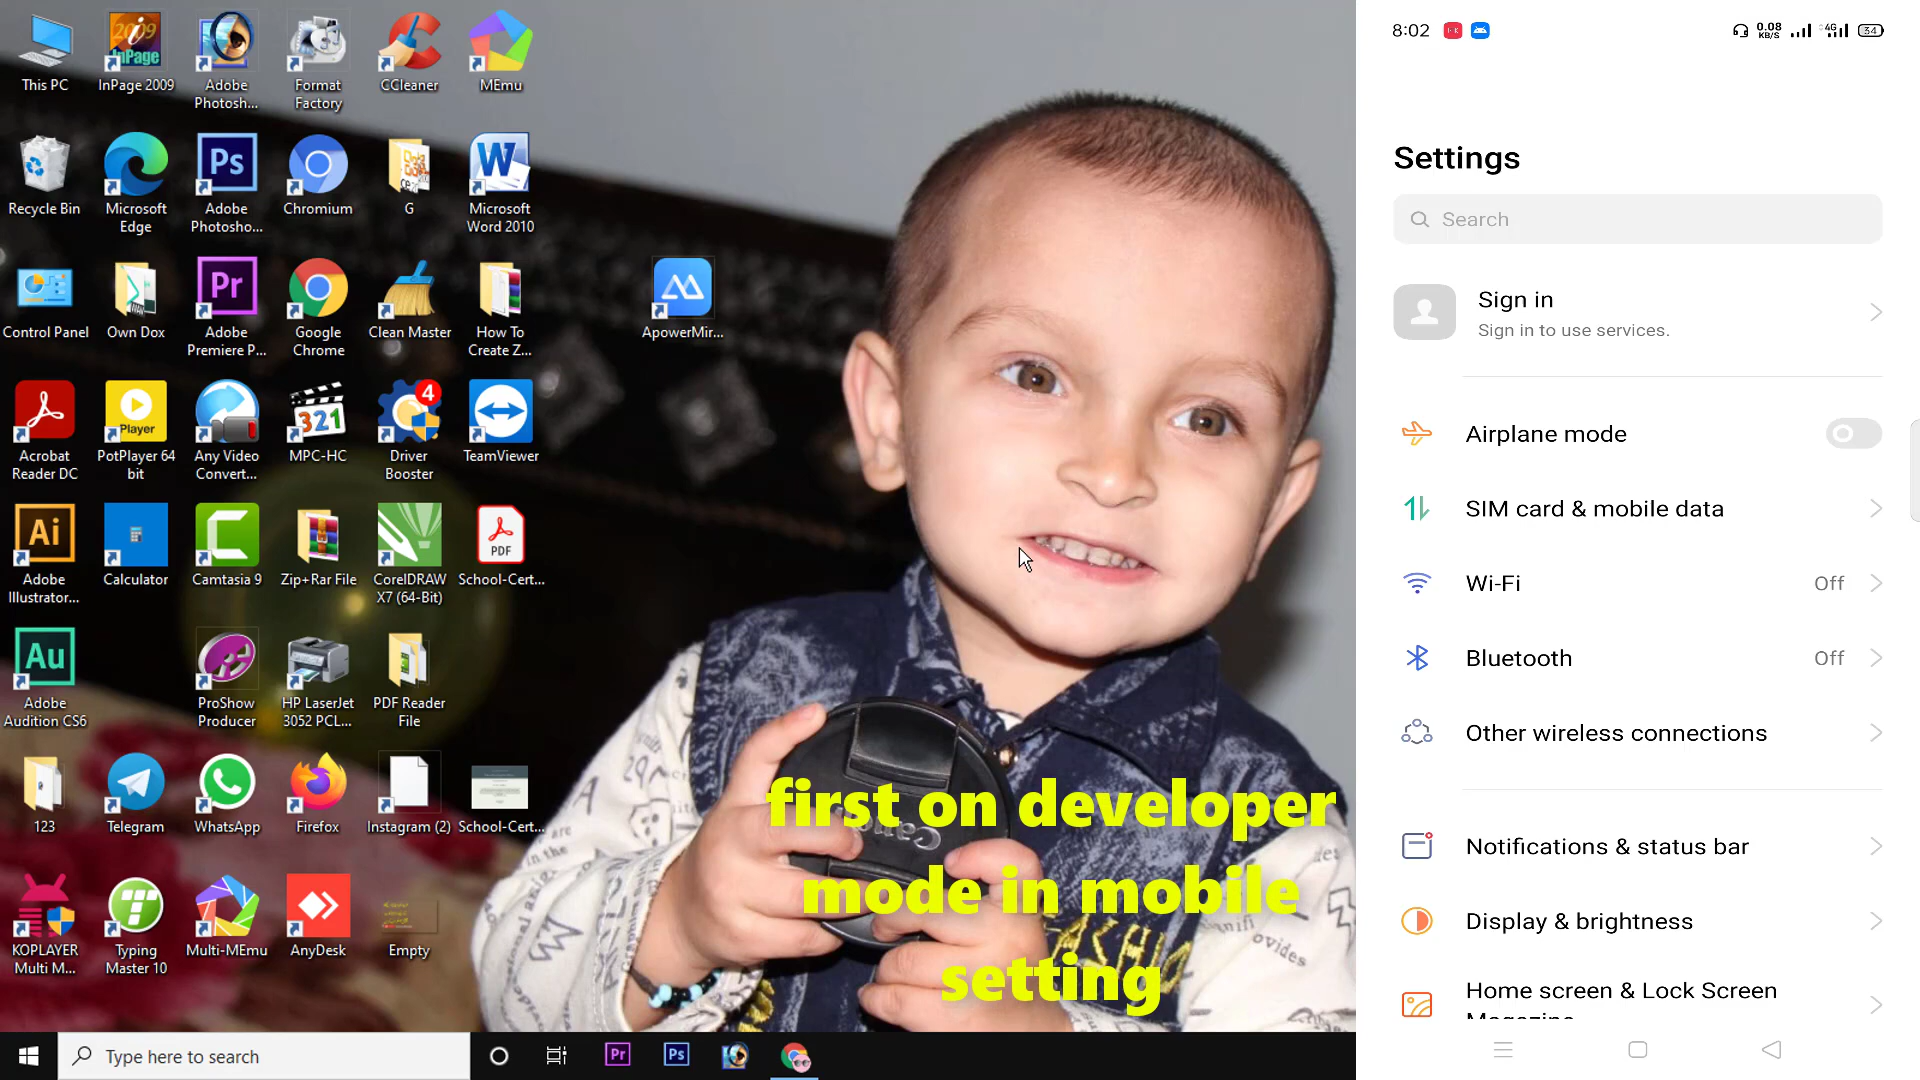 This PC
InPage 2009
Adobe
Photosh...
Format
Factory
CCleaner
MEmu
Recycle Bin
Microsoft
Edge
Adobe
Photosho...
Chromium
G
Microsoft
Word 2010
Control Panel
Own Dox
Adobe
Premiere P...
Google
Chrome
Clean Master
How To
Create Z...
ApowerMir...
Acrobat
Reader DC
PotPlayer 64
bit
Any Video
Convert...
MPC-HC
Driver
Booster
TeamViewer
Adobe
Illustrator...
Calculator
Camtasia 9
Zip+Rar File
CorelDRAW
X7 (64-Bit)
School-Cert...
Adobe
Audition CS6
ProShow
Producer
HP LaserJet
3052 PCL...
PDF Reader
File
123
Telegram
WhatsApp
Firefox
Instagram (2)
School-Cert...
KOPLAYER
Multi M...
Typing
Master 10
Multi-MEmu
AnyDesk
Empty
first on developer
mode in mobile
setting
Type here to search
8:02
0.08
KB/S
4G
34
Settings
Search
Sign in
Sign in to use services.
Airplane mode
SIM card & mobile data
Wi-Fi
Off
Bluetooth
Off
Other wireless connections
Notifications & status bar
Display & brightness
Home screen & Lock Screen
Magazine